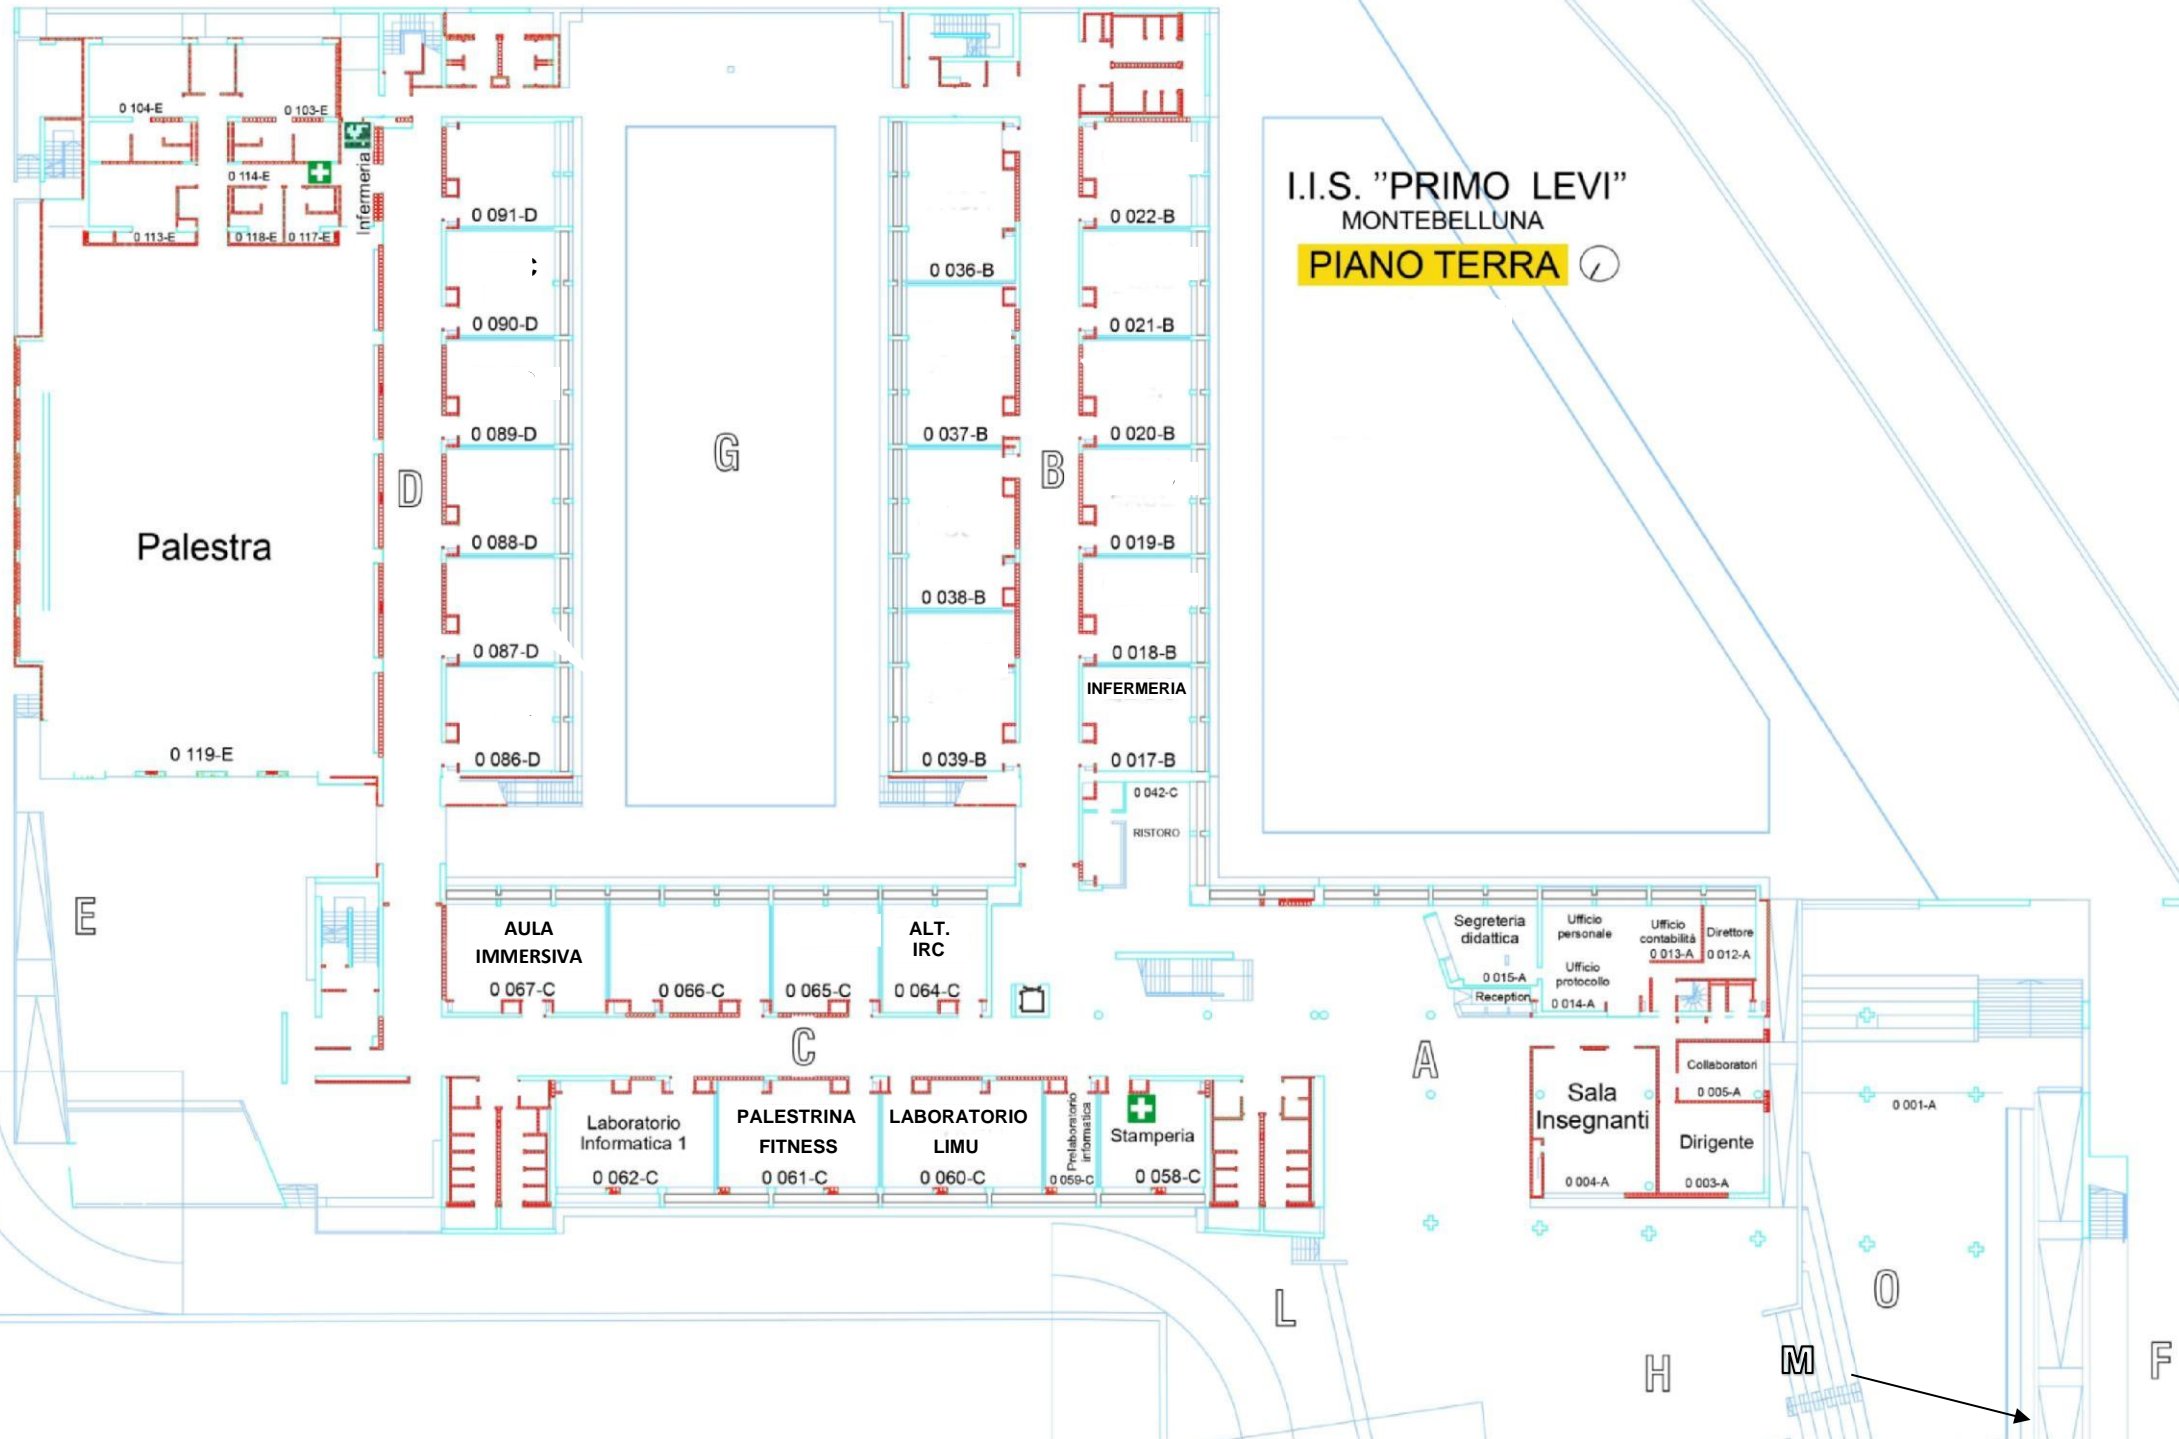 I.I.S. "PRIMO LEVI"
MONTEBELLUNA
PIANO TERRA
0 104-E
0 103-E
0 114-E
0 113-E
0 118-E
0 117-E
Infermeria
0 091-D
0 090-D
0 089-D
0 088-D
0 087-D
0 086-D
D
G
Palestra
0 119-E
E
0 036-B
0 037-B
0 038-B
0 039-B
B
0 022-B
0 021-B
0 020-B
0 019-B
0 018-B
INFERMERIA
0 017-B
0 042-C
RISTORO
AULA
IMMERSIVA
0 067-C
0 066-C
0 065-C
ALT.
IRC
0 064-C
C
Laboratorio
Informatica 1
0 062-C
PALESTRINA
FITNESS
0 061-C
LABORATORIO
LIMU
0 060-C
Prelaboratorio
informatica
0 059-C
Stamperia
0 058-C
A
Segreteria
didattica
0 015-A
Reception
Ufficio
personale
Ufficio
protocollo
0 014-A
Ufficio
contabilità
0 013-A
Direttore
0 012-A
Sala
Insegnanti
0 004-A
Collaboratori
0 005-A
Dirigente
0 003-A
0 001-A
L
H
M
O
F